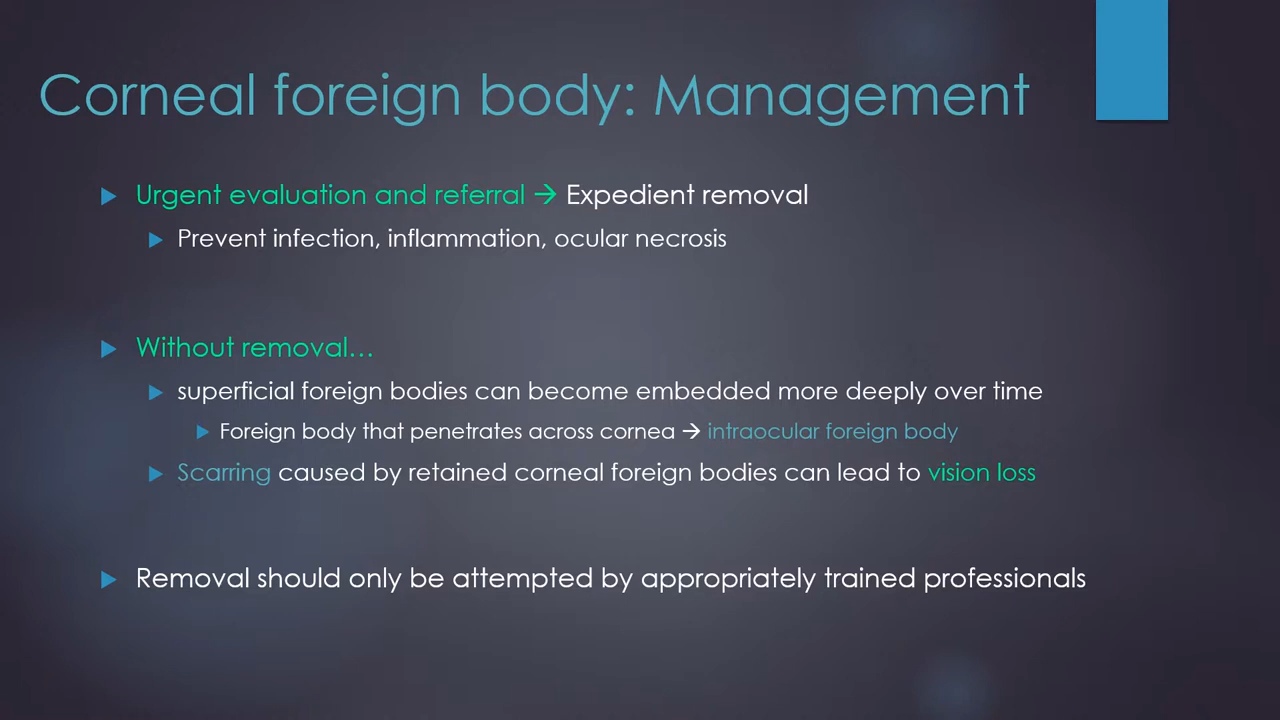 Corneal foreign body: Management
Urgent evaluation and referral → Expedient removal
Prevent infection, inflammation, ocular necrosis
Without removal…
superficial foreign bodies can become embedded more deeply over time
Foreign body that penetrates across cornea → intraocular foreign body
Scarring caused by retained corneal foreign bodies can lead to vision loss
Removal should only be attempted by appropriately trained professionals